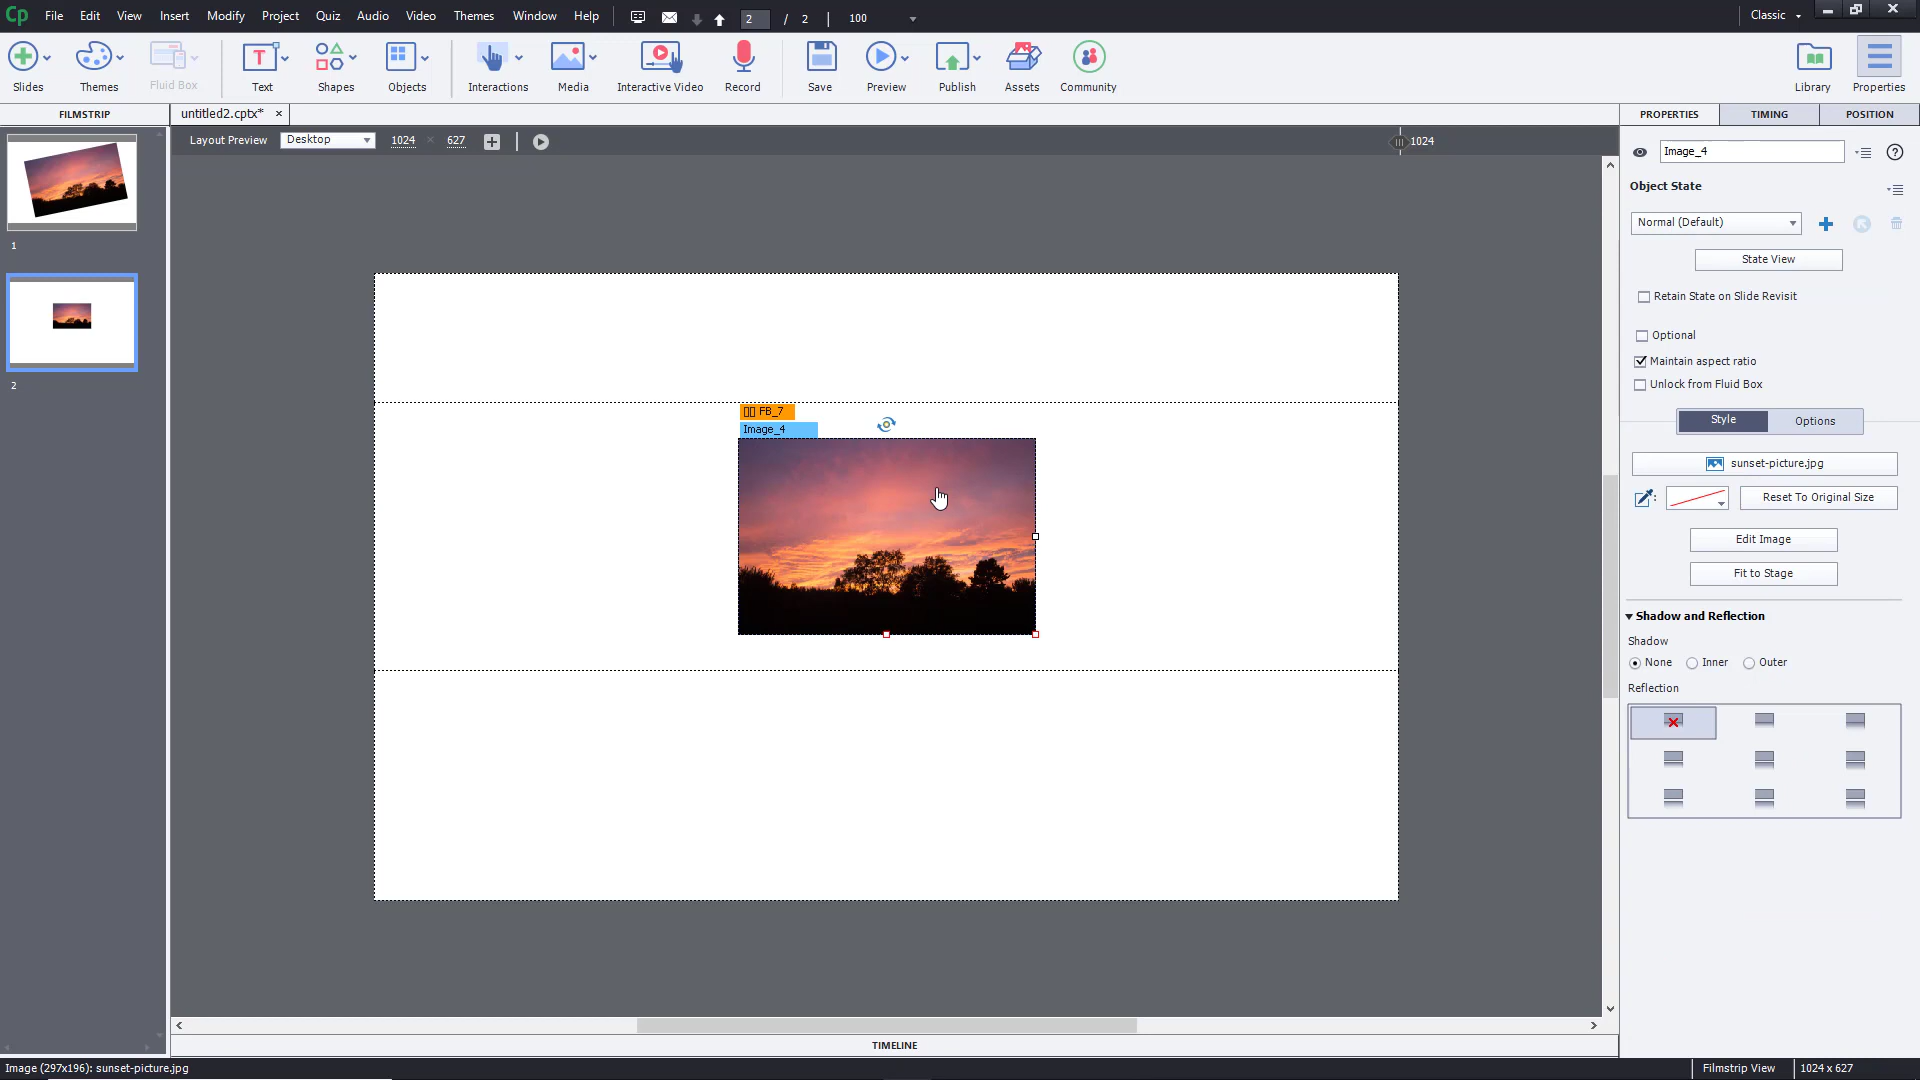 Cp File Edit View Insert Modify Project Quiz Audio Video Themes Window Help 2 / 2 100 Classic
Slides Themes Fluid Box Text Shapes Objects Interactions Media Interactive Video Record Save Preview Publish Assets Community Library Properties
FILMSTRIP untitled2.cptx* × PROPERTIES TIMING POSITION
Layout Preview Desktop 1024 × 627 1024
Image_4
Object State
Normal (Default)
State View
Retain State on Slide Revisit
Optional
Maintain aspect ratio
Unlock from Fluid Box
Style Options
sunset-picture.jpg
Reset To Original Size
Edit Image
Fit to Stage
Shadow and Reflection
Shadow
None Inner Outer
Reflection
1
2
FB_7
Image_4
TIMELINE
Image (297x196): sunset-picture.jpg Filmstrip View 1024 x 627